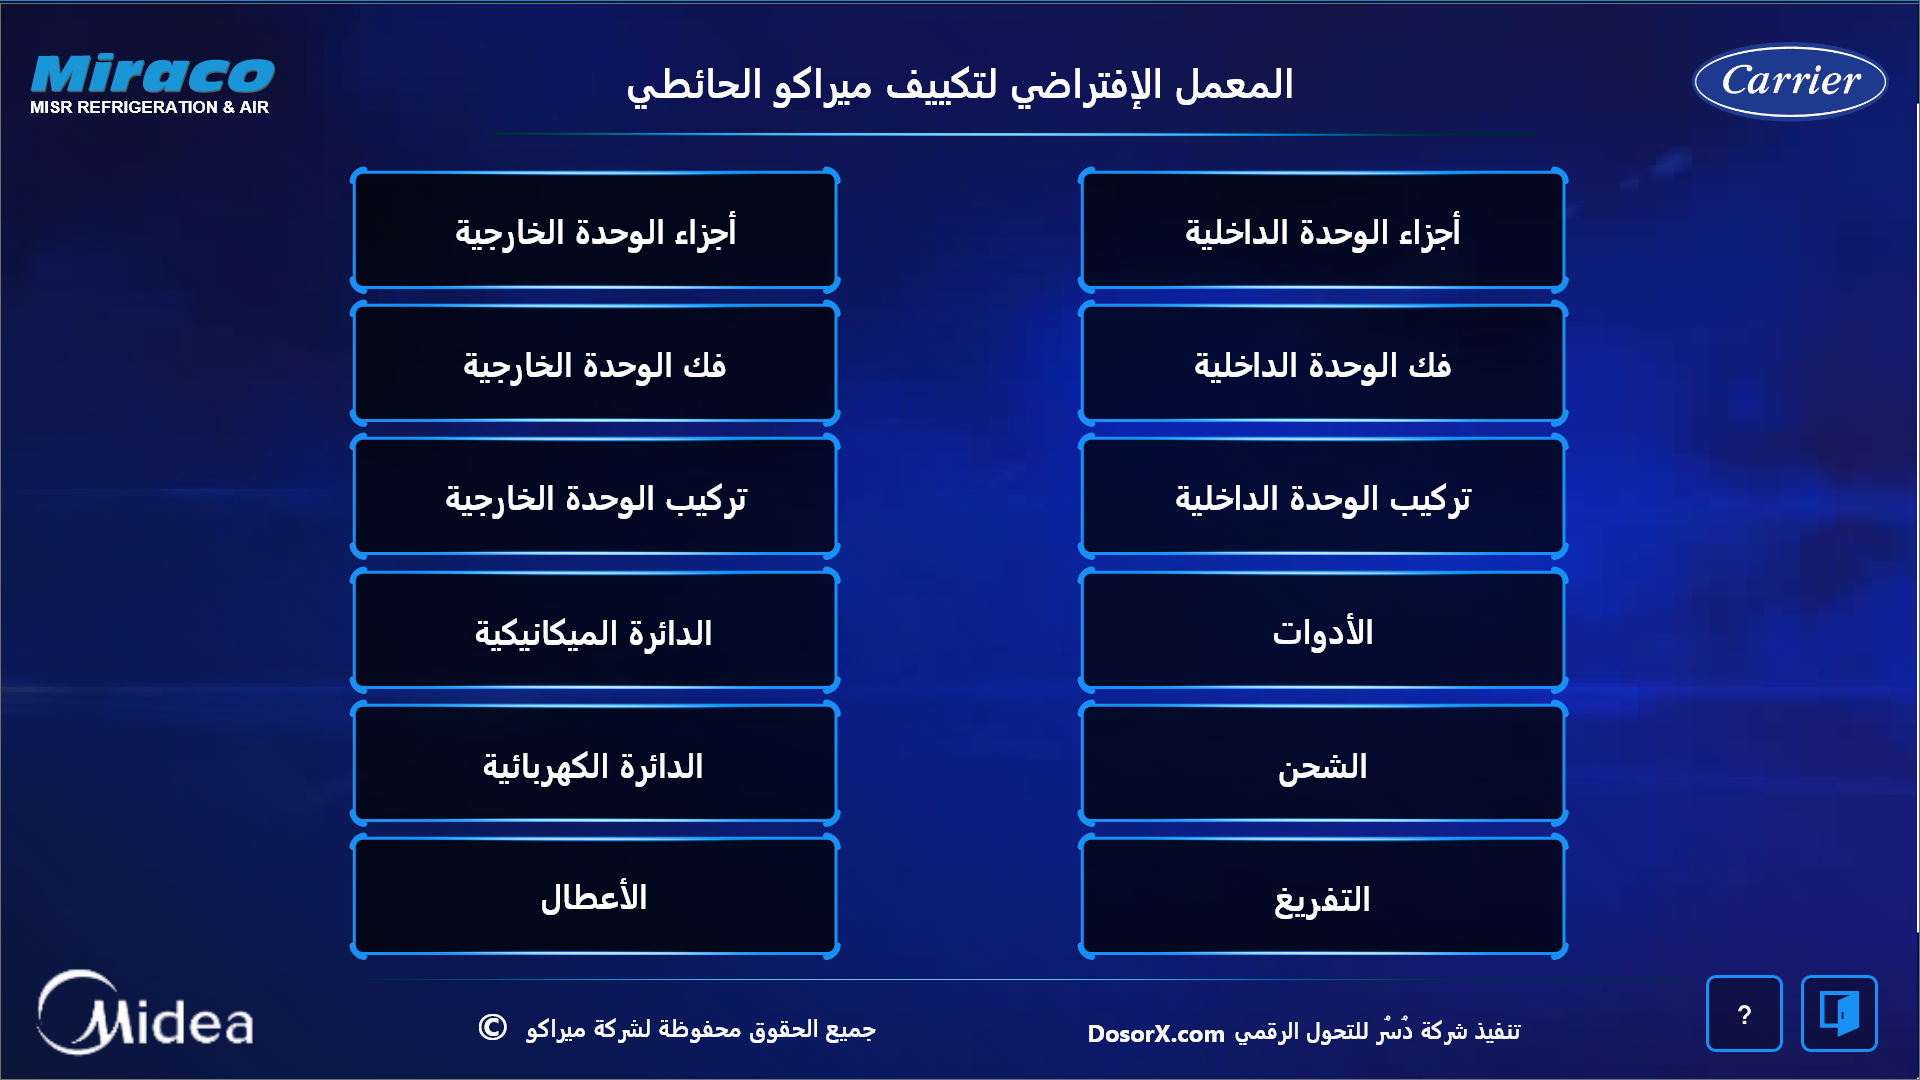 Miraco
MISR REFRIGERATION & AIR
المعمل الإفتراضي لتكييف ميراكو الحائطي
Carrier
أجزاء الوحدة الداخلية
أجزاء الوحدة الخارجية
فك الوحدة الداخلية
فك الوحدة الخارجية
تركيب الوحدة الداخلية
تركيب الوحدة الخارجية
الأدوات
الدائرة الميكانيكية
الشحن
الدائرة الكهربائية
التفريغ
الأعطال
?
تنفيذ شركة دُسُر للتحول الرقمي DosorX.com
جميع الحقوق محفوظة لشركة ميراكو ©
Midea